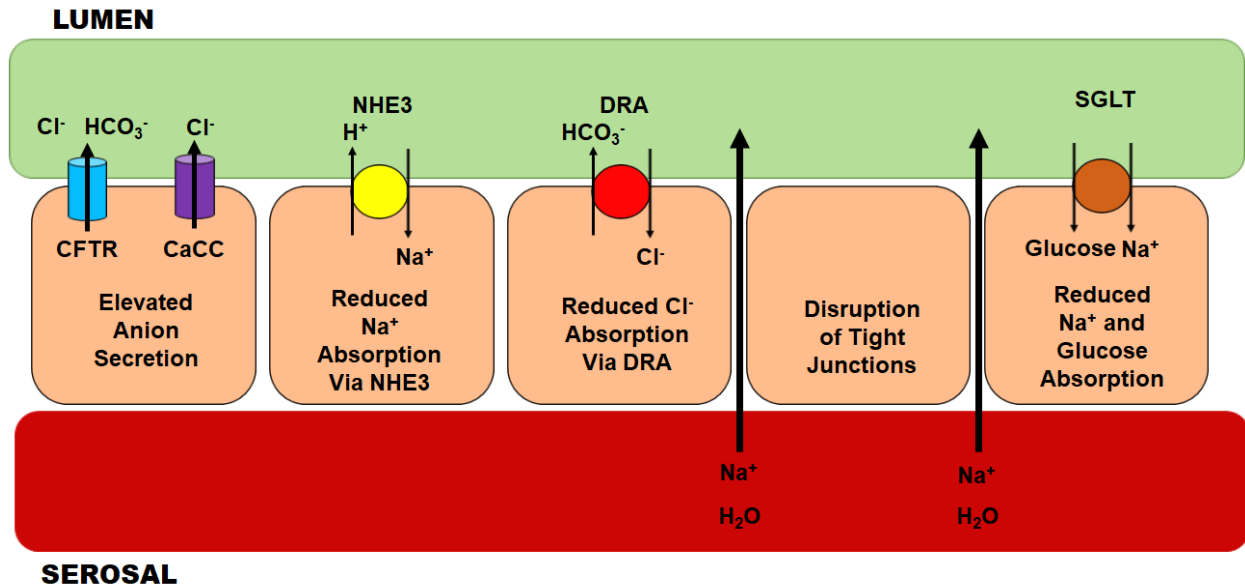 LUMEN
Cl⁻ HCO₃⁻ Cl⁻
CFTR CaCC
Elevated
Anion
Secretion
NHE3
H⁺
Na⁺
Reduced
Na⁺
Absorption
Via NHE3
DRA
HCO₃⁻
Cl⁻
Reduced Cl⁻
Absorption
Via DRA
Disruption
of Tight
Junctions
SGLT
Glucose Na⁺
Reduced
Na⁺ and
Glucose
Absorption
Na⁺
H₂O
Na⁺
H₂O
SEROSAL